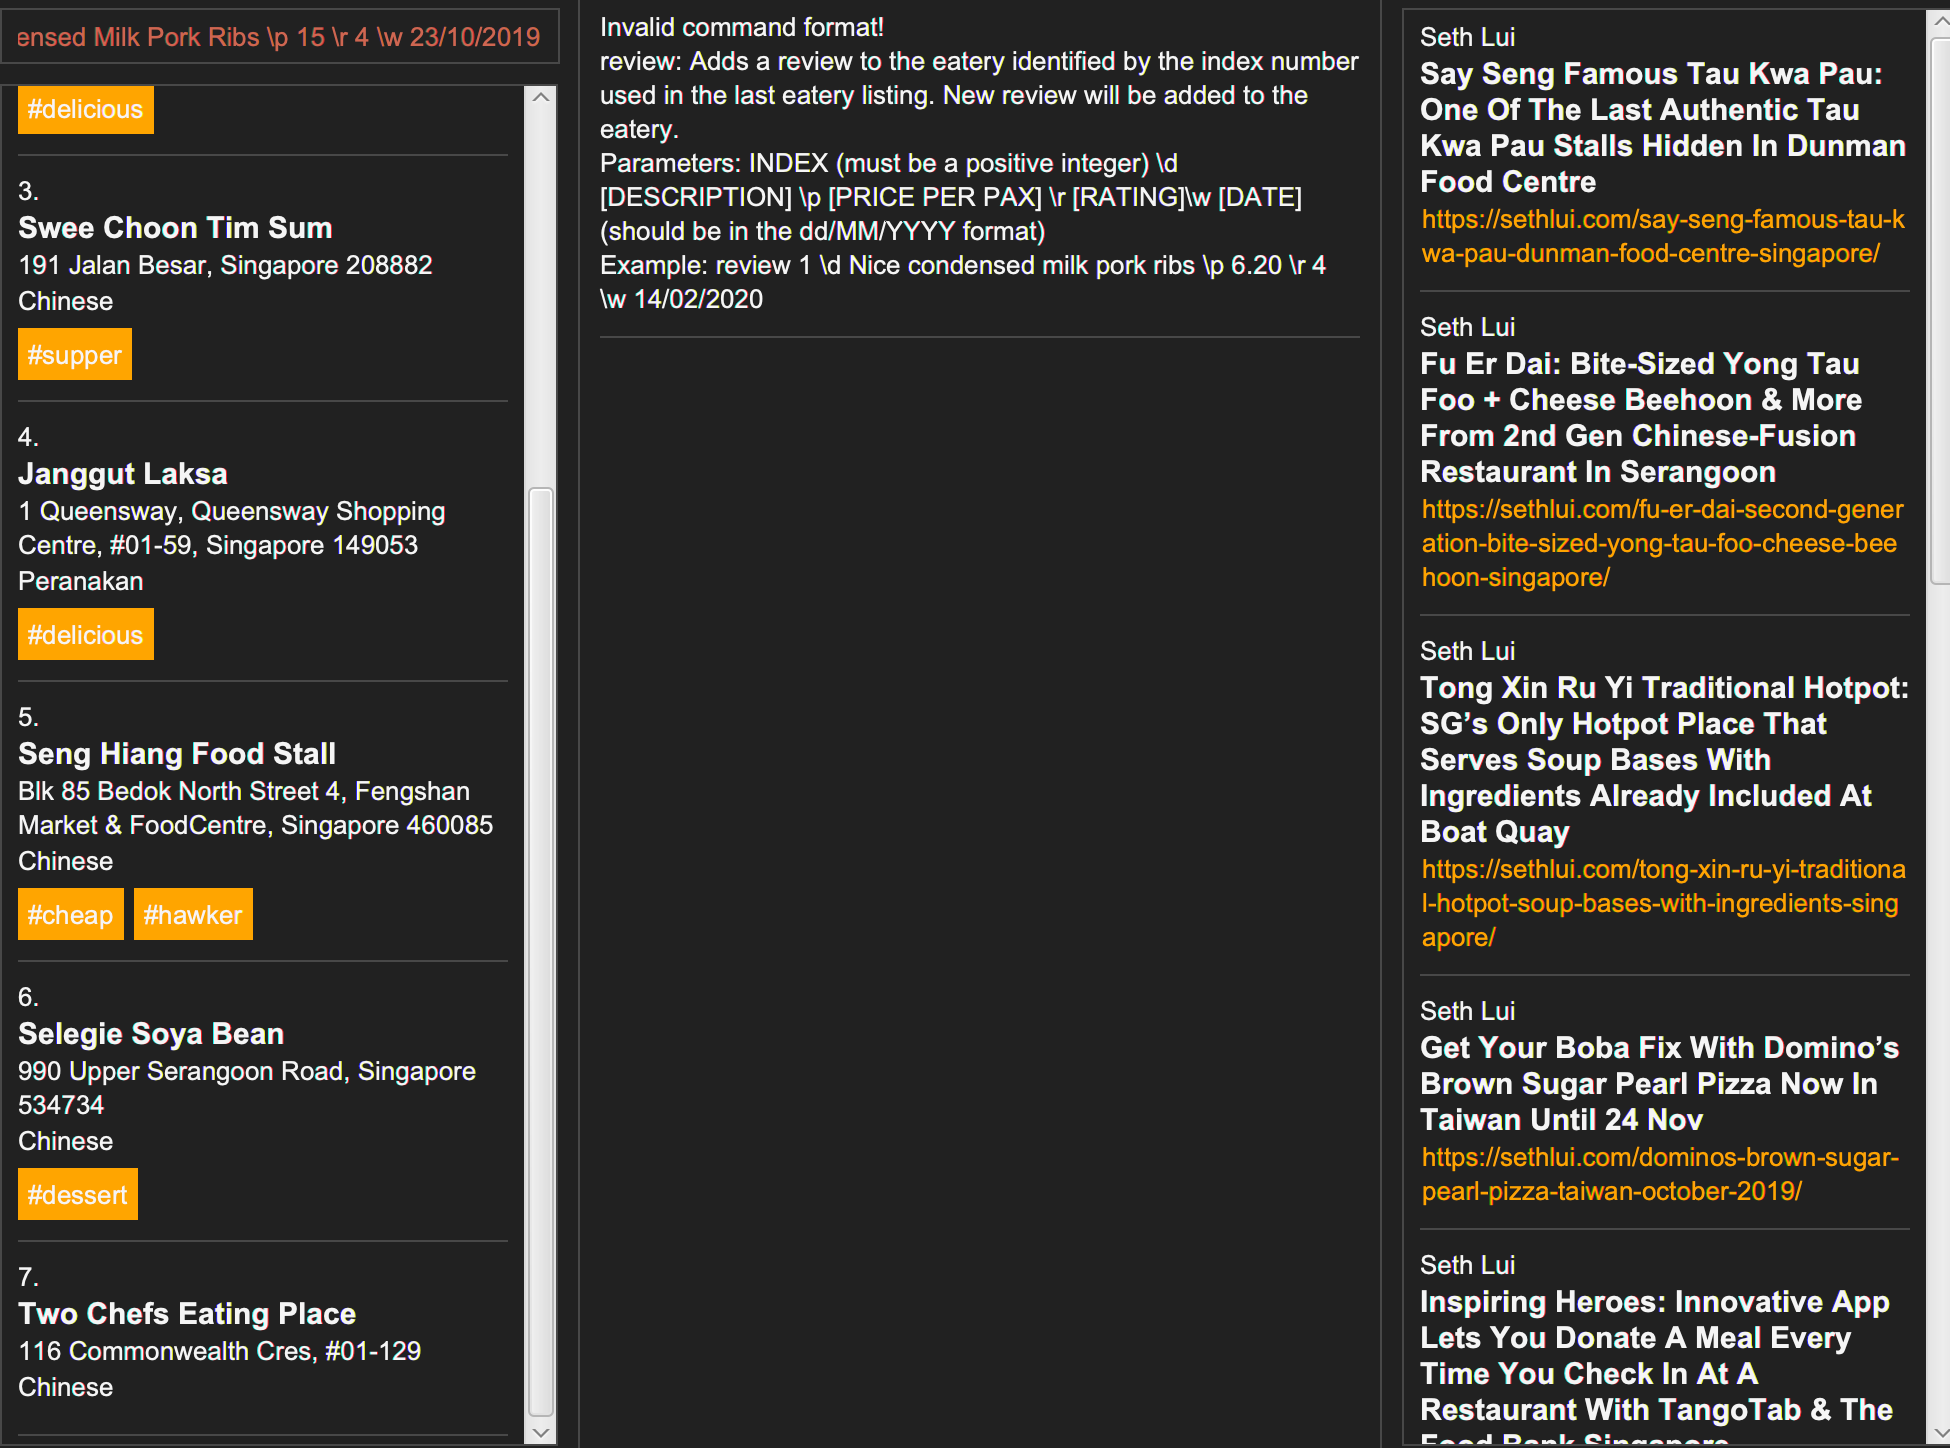 ensed Milk Pork Ribs \p 15 \r 4 \w 23/10/2019
#delicious
3.
Swee Choon Tim Sum
191 Jalan Besar, Singapore 208882
Chinese
#supper
4.
Janggut Laksa
1 Queensway, Queensway Shopping
Centre, #01-59, Singapore 149053
Peranakan
#delicious
5.
Seng Hiang Food Stall
Blk 85 Bedok North Street 4, Fengshan
Market & FoodCentre, Singapore 460085
Chinese
#cheap #hawker
6.
Selegie Soya Bean
990 Upper Serangoon Road, Singapore
534734
Chinese
#dessert
7.
Two Chefs Eating Place
116 Commonwealth Cres, #01-129
Chinese
Invalid command format!
review: Adds a review to the eatery identified by the index number
used in the last eatery listing. New review will be added to the
eatery.
Parameters: INDEX (must be a positive integer) \d
[DESCRIPTION] \p [PRICE PER PAX] \r [RATING]\w [DATE]
(should be in the dd/MM/YYYY format)
Example: review 1 \d Nice condensed milk pork ribs \p 6.20 \r 4
\w 14/02/2020
Seth Lui
Say Seng Famous Tau Kwa Pau:
One Of The Last Authentic Tau
Kwa Pau Stalls Hidden In Dunman
Food Centre
https://sethlui.com/say-seng-famous-tau-k
wa-pau-dunman-food-centre-singapore/
Seth Lui
Fu Er Dai: Bite-Sized Yong Tau
Foo + Cheese Beehoon & More
From 2nd Gen Chinese-Fusion
Restaurant In Serangoon
https://sethlui.com/fu-er-dai-second-gener
ation-bite-sized-yong-tau-foo-cheese-bee
hoon-singapore/
Seth Lui
Tong Xin Ru Yi Traditional Hotpot:
SG’s Only Hotpot Place That
Serves Soup Bases With
Ingredients Already Included At
Boat Quay
https://sethlui.com/tong-xin-ru-yi-traditiona
l-hotpot-soup-bases-with-ingredients-sing
apore/
Seth Lui
Get Your Boba Fix With Domino’s
Brown Sugar Pearl Pizza Now In
Taiwan Until 24 Nov
https://sethlui.com/dominos-brown-sugar-
pearl-pizza-taiwan-october-2019/
Seth Lui
Inspiring Heroes: Innovative App
Lets You Donate A Meal Every
Time You Check In At A
Restaurant With TangoTab & The
Food Bank Singapore